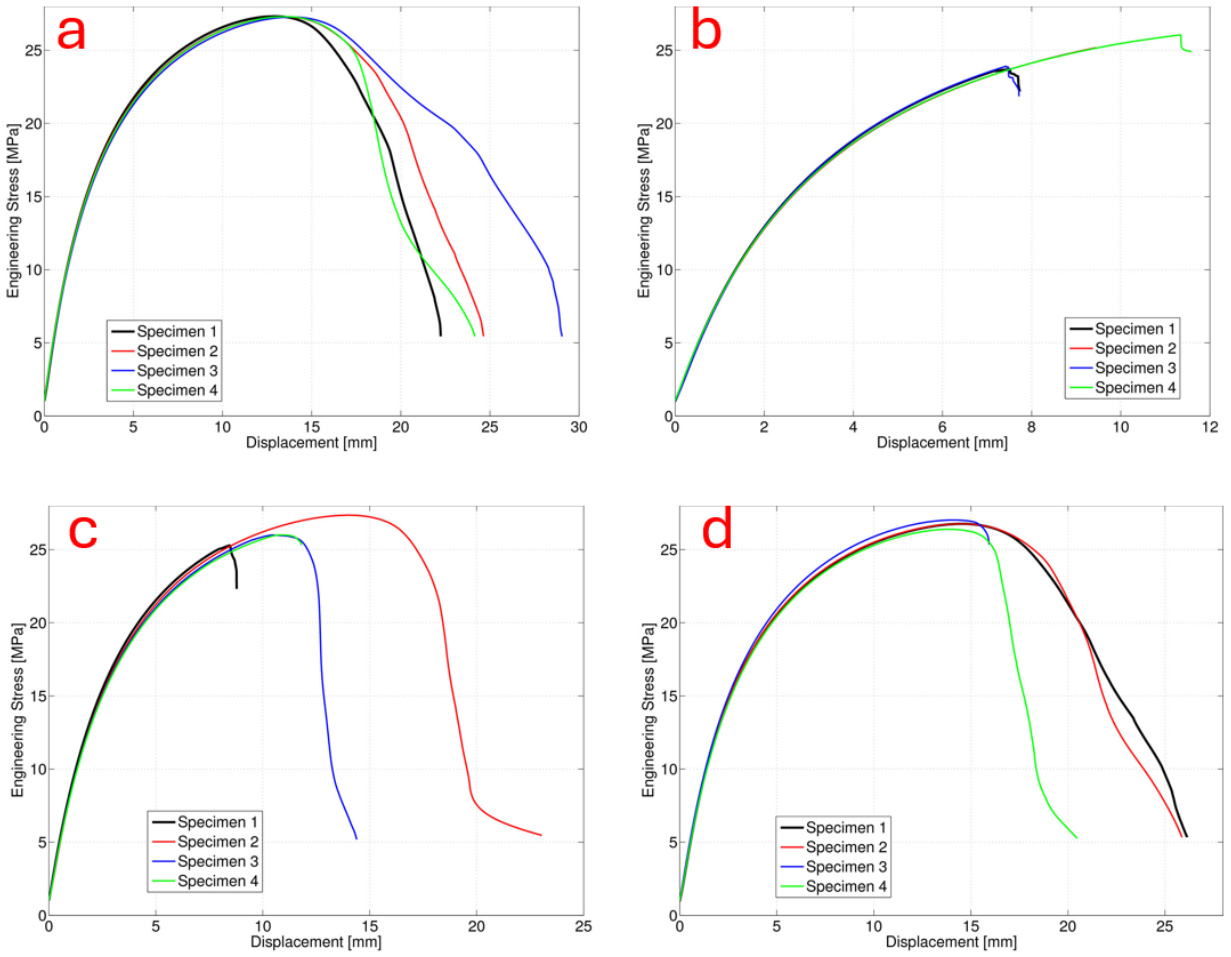 a
25
20
15
10
5
0
Engineering Stress [MPa]
Specimen 1
Specimen 2
Specimen 3
Specimen 4
0 5 10 15 20 25 30
Displacement [mm]
b
25
20
15
10
5
0
Engineering Stress [MPa]
Specimen 1
Specimen 2
Specimen 3
Specimen 4
0 2 4 6 8 10 12
Displacement [mm]
c
25
20
15
10
5
0
Engineering Stress [MPa]
Specimen 1
Specimen 2
Specimen 3
Specimen 4
0 5 10 15 20 25
Displacement [mm]
d
25
20
15
10
5
0
Engineering Stress [MPa]
Specimen 1
Specimen 2
Specimen 3
Specimen 4
0 5 10 15 20 25
Displacement [mm]